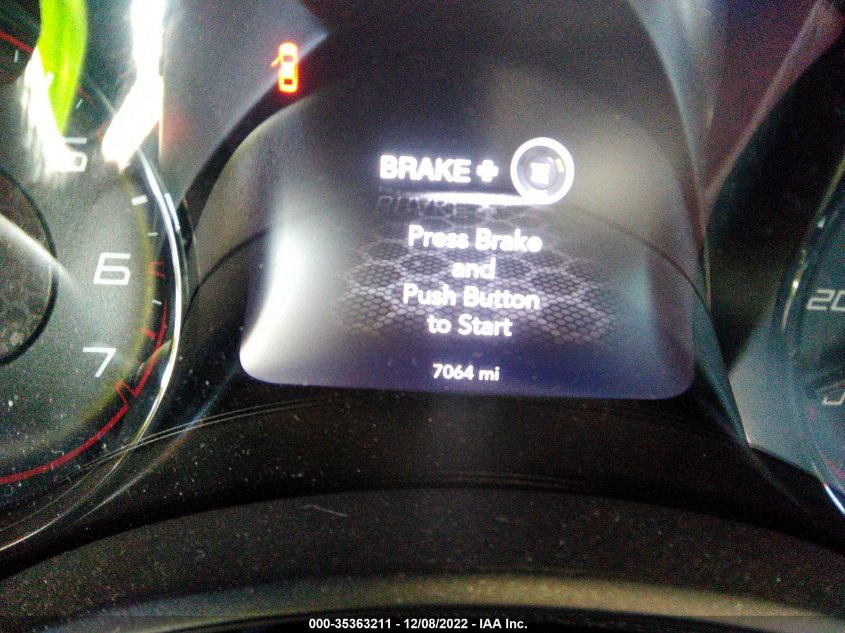 5
BRAKE +
Press Brake
and
Push Button
to Start
6
7
7064 mi
20
000-35363211 - 12/08/2022 - IAA Inc.